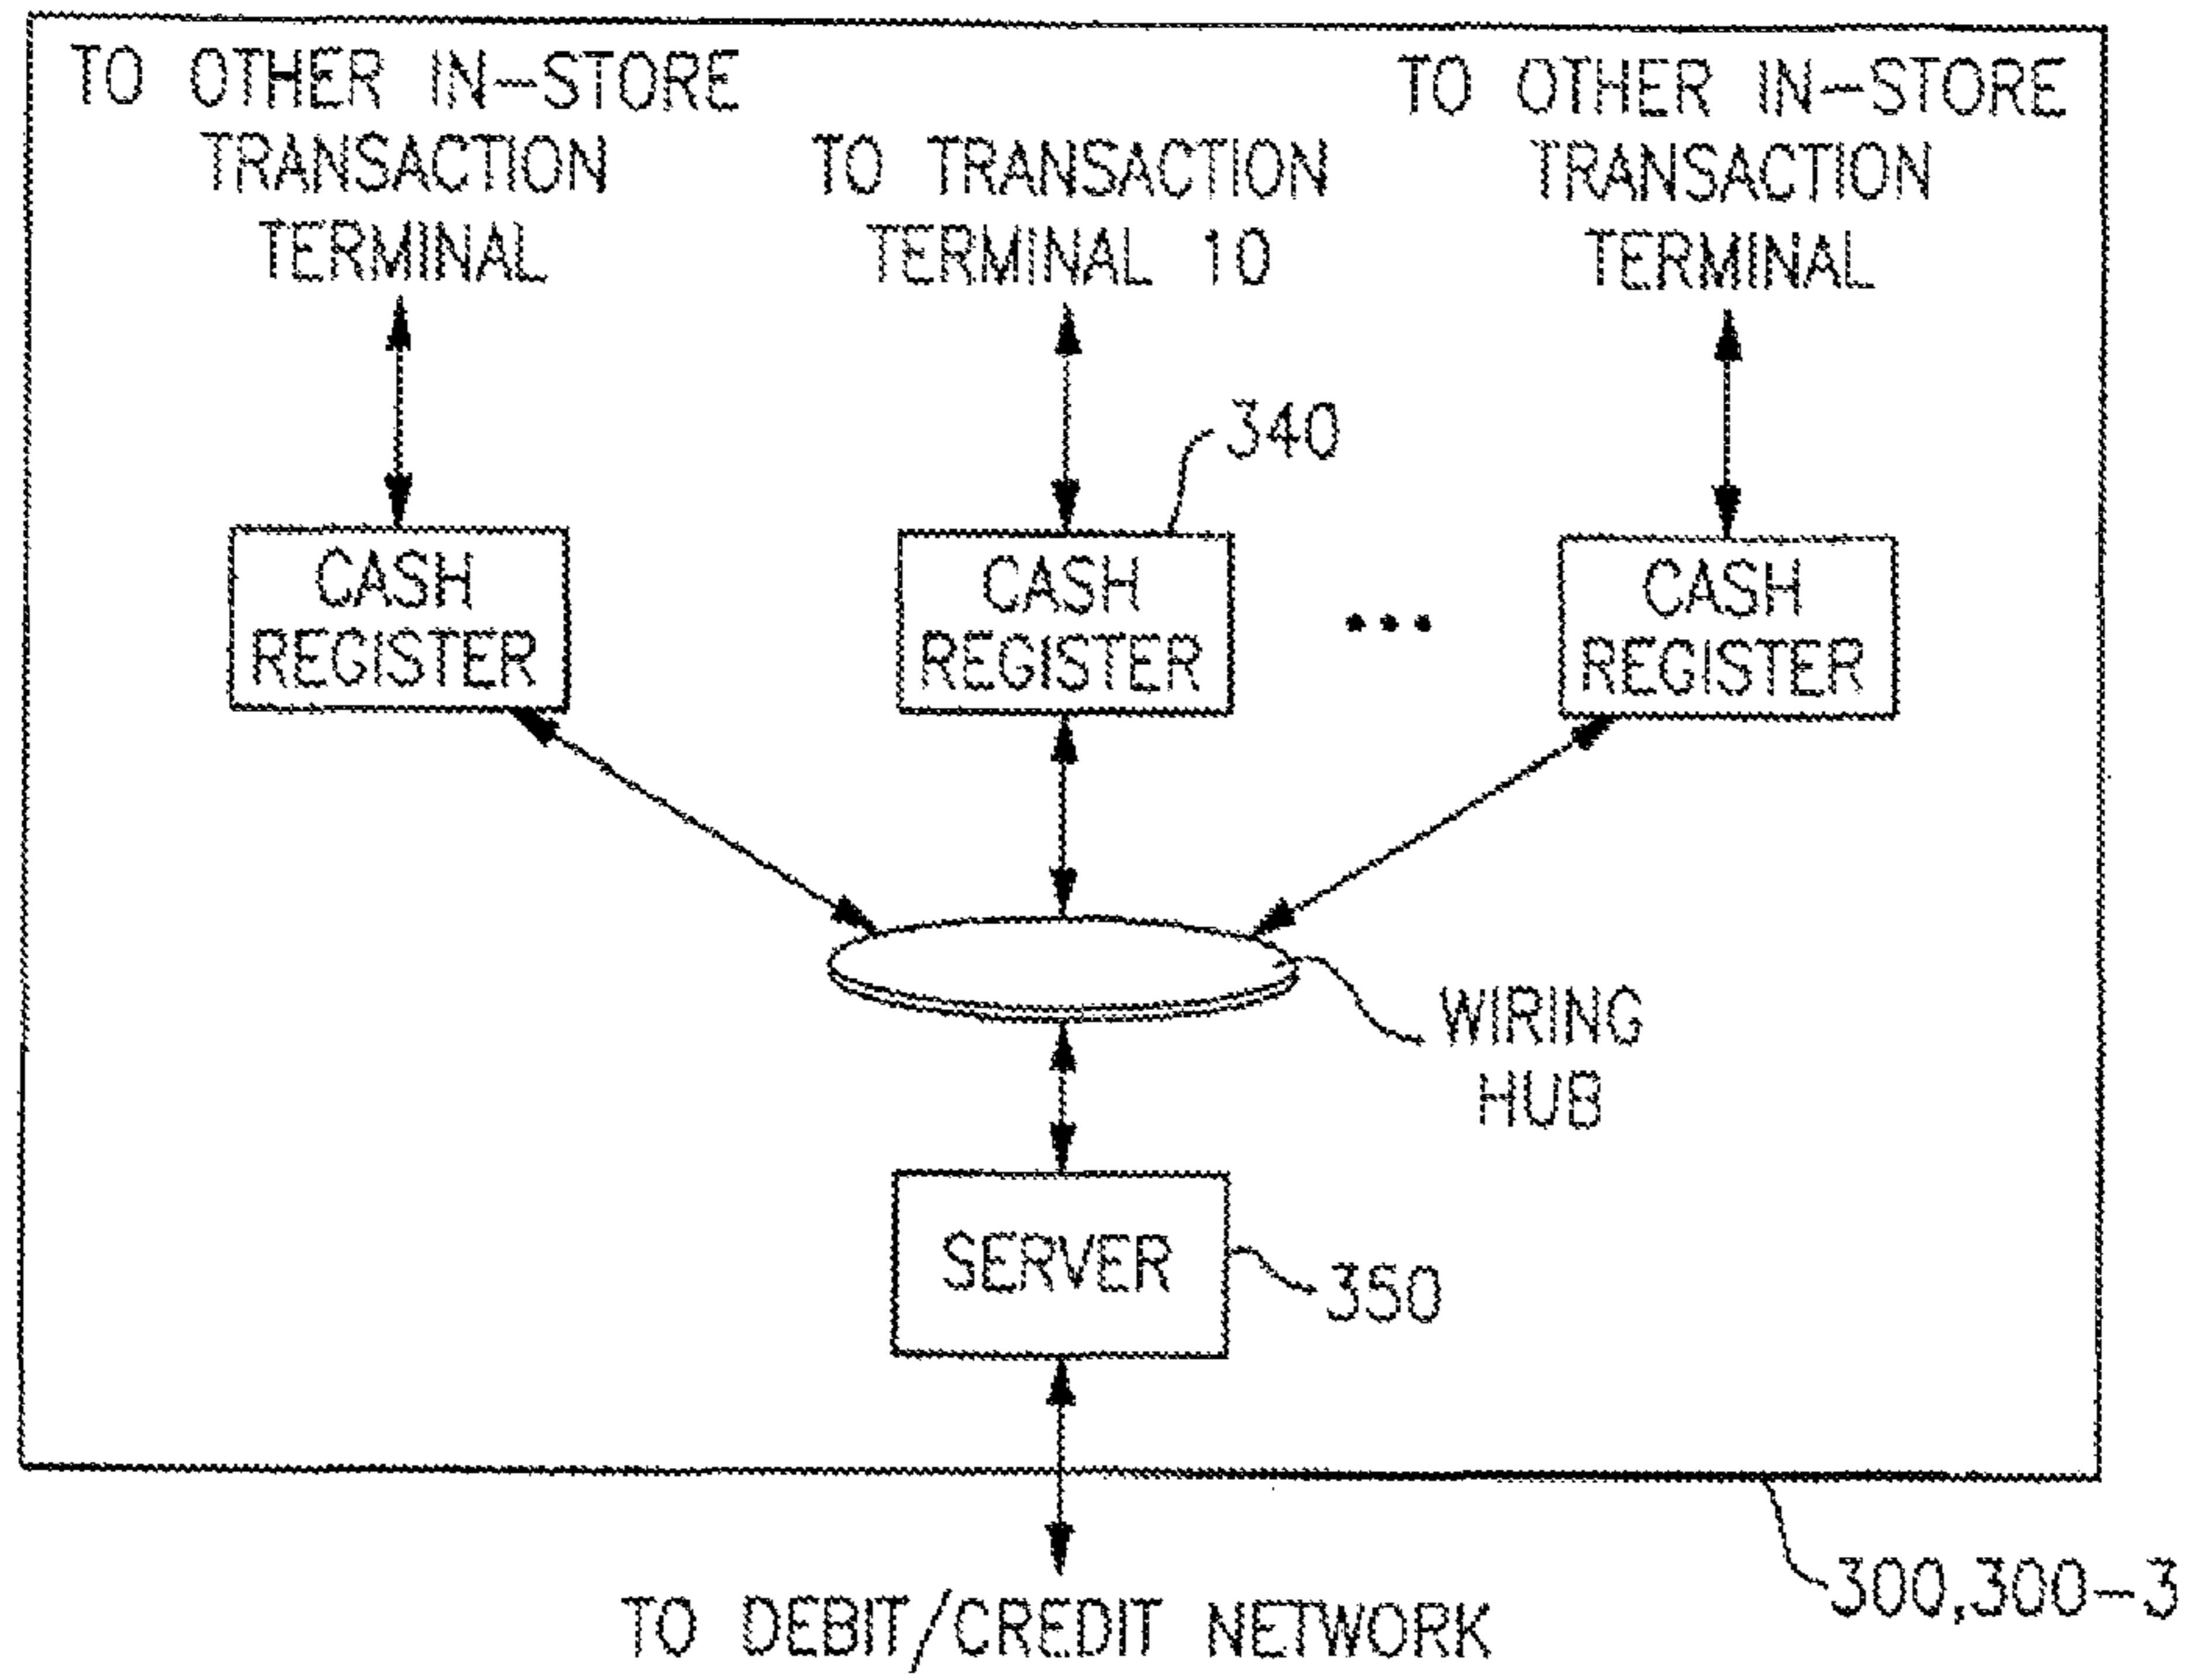 TO OTHER IN-STORE
TRANSACTION
TERMINAL
TO TRANSACTION
TERMINAL 10
TO OTHER IN-STORE
TRANSACTION
TERMINAL
340
CASH
REGISTER
CASH
REGISTER
CASH
REGISTER
WIRING
HUB
SERVER
350
300,300-3
TO DEBIT/CREDIT NETWORK